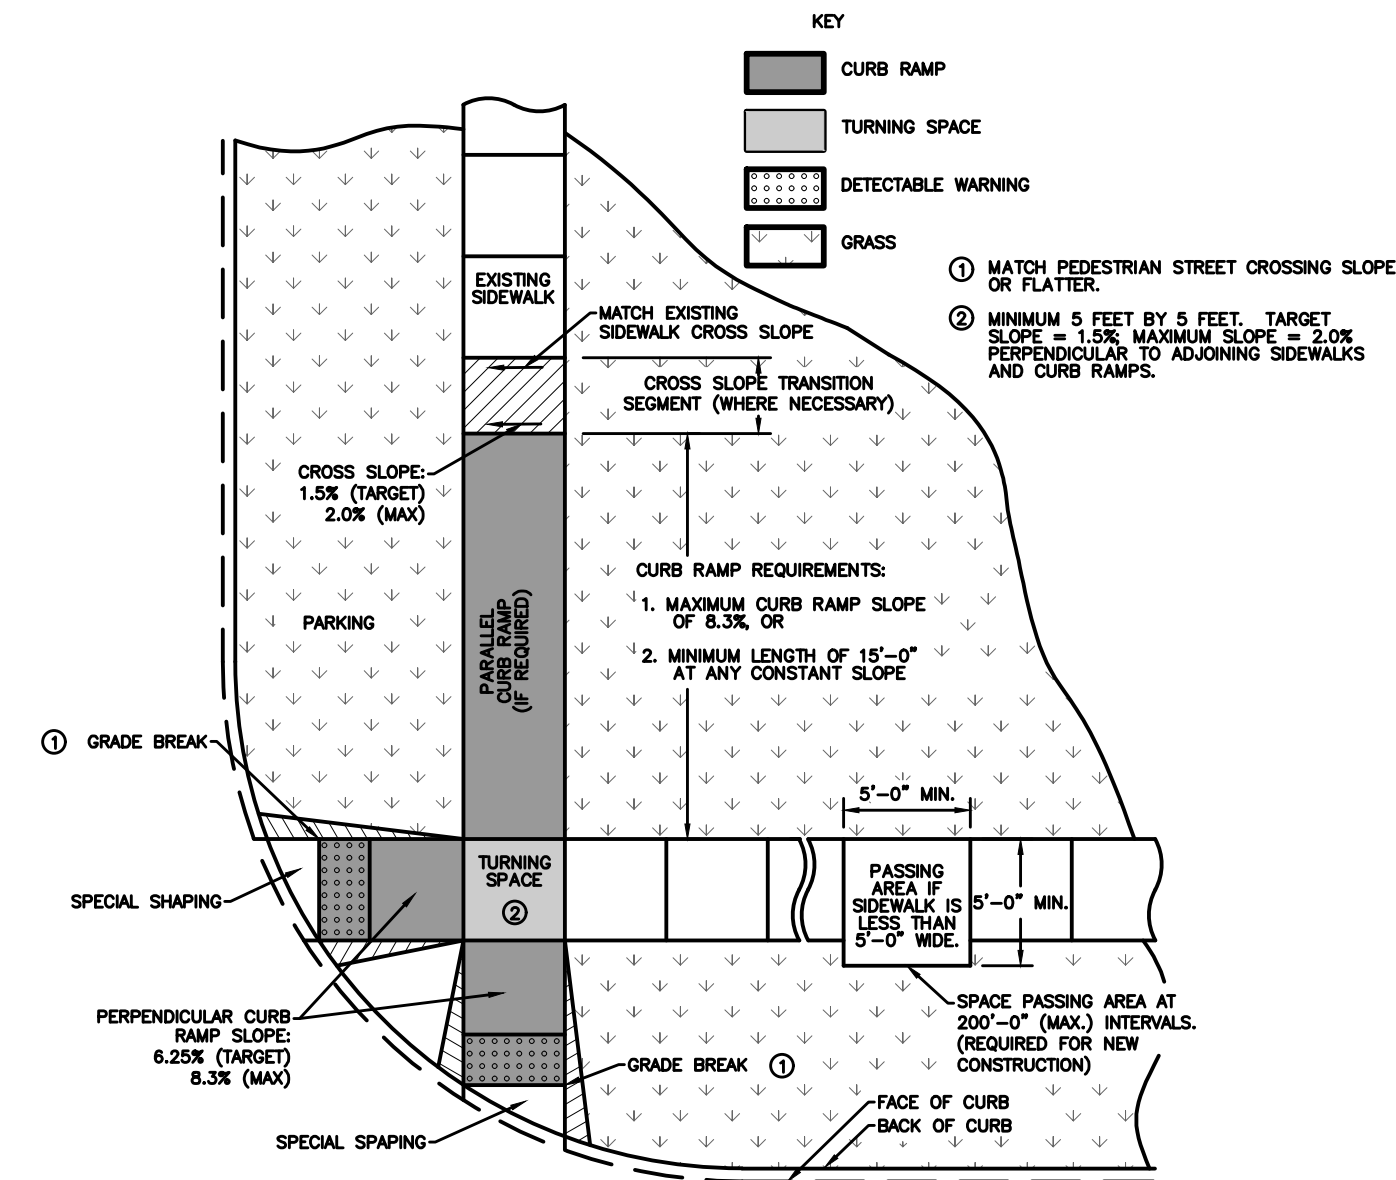 KEY
CURB RAMP
TURNING SPACE
DETECTABLE WARNING
GRASS
① MATCH PEDESTRIAN STREET CROSSING SLOPE
OR FLATTER.
② MINIMUM 5 FEET BY 5 FEET. TARGET
SLOPE = 1.5%; MAXIMUM SLOPE = 2.0%
PERPENDICULAR TO ADJOINING SIDEWALKS
AND CURB RAMPS.
EXISTING
SIDEWALK
MATCH EXISTING
SIDEWALK CROSS SLOPE
CROSS SLOPE TRANSITION
SEGMENT (WHERE NECESSARY)
CROSS SLOPE:
1.5% (TARGET)
2.0% (MAX)
CURB RAMP REQUIREMENTS:
1. MAXIMUM CURB RAMP SLOPE
OF 8.3%, OR
2. MINIMUM LENGTH OF 15'-0"
AT ANY CONSTANT SLOPE
PARKING
PARALLEL
CURB RAMP
(IF REQUIRED)
① GRADE BREAK
5'-0" MIN.
TURNING
SPACE
②
PASSING
AREA IF
SIDEWALK IS
LESS THAN
5'-0" WIDE.
5'-0" MIN.
SPECIAL SHAPING
PERPENDICULAR CURB
RAMP SLOPE:
6.25% (TARGET)
8.3% (MAX)
SPACE PASSING AREA AT
200'-0" (MAX.) INTERVALS.
(REQUIRED FOR NEW
CONSTRUCTION)
GRADE BREAK ①
FACE OF CURB
BACK OF CURB
SPECIAL SPAPING